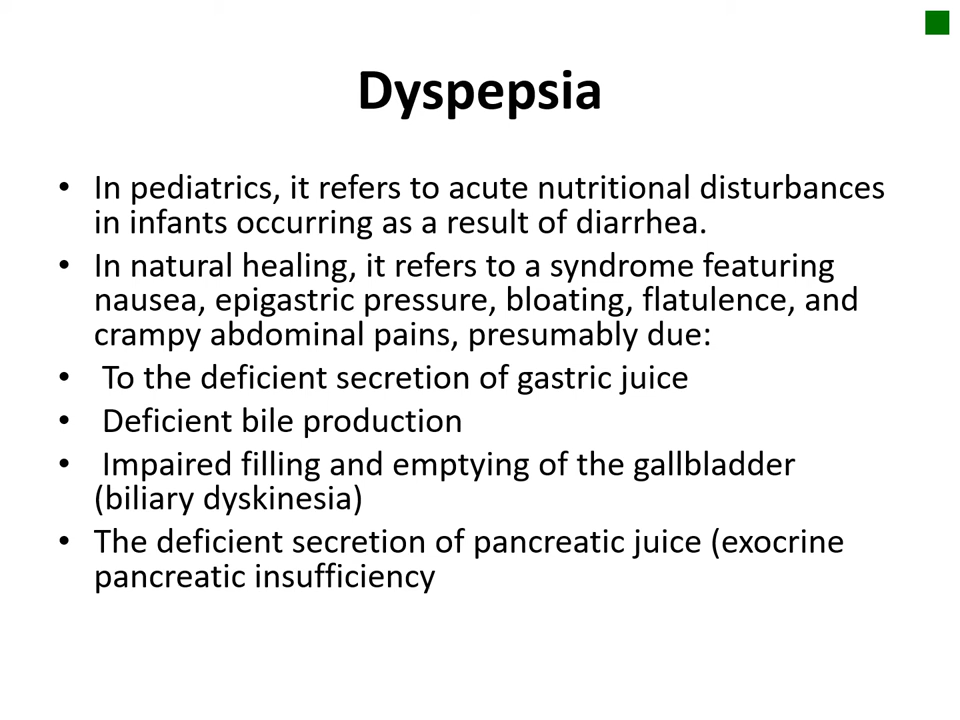 Dyspepsia
• In pediatrics, it refers to acute nutritional disturbances
in infants occurring as a result of diarrhea.
• In natural healing, it refers to a syndrome featuring
nausea, epigastric pressure, bloating, flatulence, and
crampy abdominal pains, presumably due:
• To the deficient secretion of gastric juice
• Deficient bile production
• Impaired filling and emptying of the gallbladder
(biliary dyskinesia)
• The deficient secretion of pancreatic juice (exocrine
pancreatic insufficiency